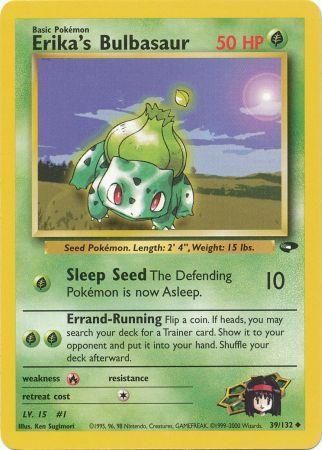 Basic Pokémon
Erika's Bulbasaur 50 HP
Seed Pokémon. Length: 2' 4", Weight: 15 lbs.
Sleep Seed The Defending 10
Pokémon is now Asleep.
Errand-Running Flip a coin. If heads, you may
search your deck for a Trainer card. Show it to your
opponent and put it into your hand. Shuffle your
deck afterward.
weakness resistance
retreat cost
LV. 15 #1
Illus. Ken Sugimori ©1995, 96, 98 Nintendo, Creatures, GAMEFREAK. ©1999-2000 Wizards. 39/132